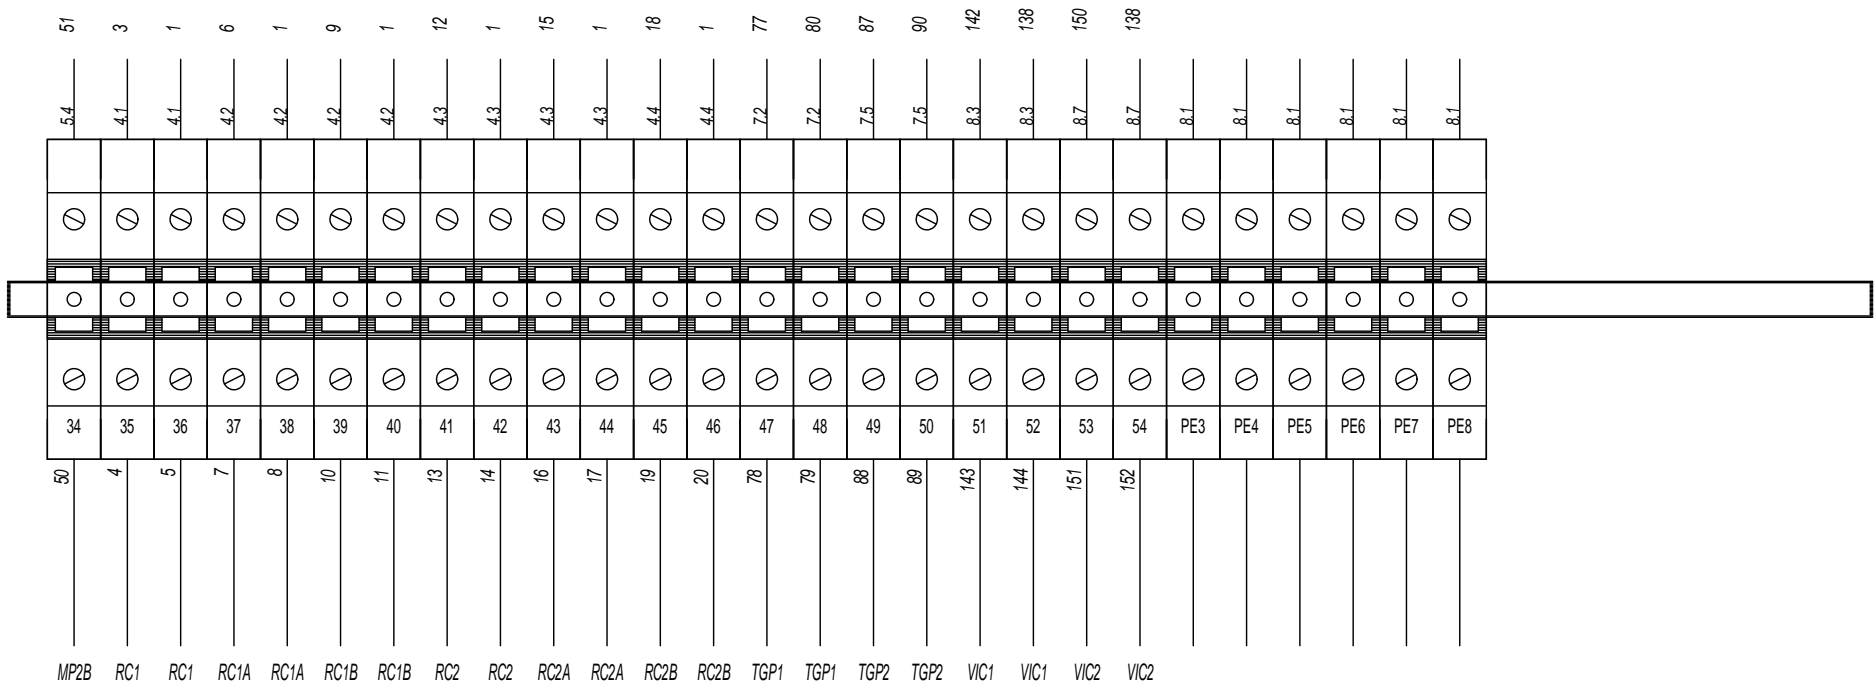 51 3 1 6 1 9 1 12 1 15 1 18 1 77 80 87 90 142 138 150 138
5.4 4.1 4.1 4.2 4.2 4.2 4.2 4.3 4.3 4.3 4.3 4.4 4.4 7.2 7.2 7.5 7.5 8.3 8.3 8.7 8.7 8.1 8.1 8.1 8.1 8.1 8.1
34 35 36 37 38 39 40 41 42 43 44 45 46 47 48 49 50 51 52 53 54 PE3 PE4 PE5 PE6 PE7 PE8
50 4 5 7 8 10 11 13 14 16 17 19 20 78 79 88 89 143 144 151 152
MP2B RC1 RC1 RC1A RC1A RC1B RC1B RC2 RC2 RC2A RC2A RC2B RC2B TGP1 TGP1 TGP2 TGP2 VIC1 VIC1 VIC2 VIC2